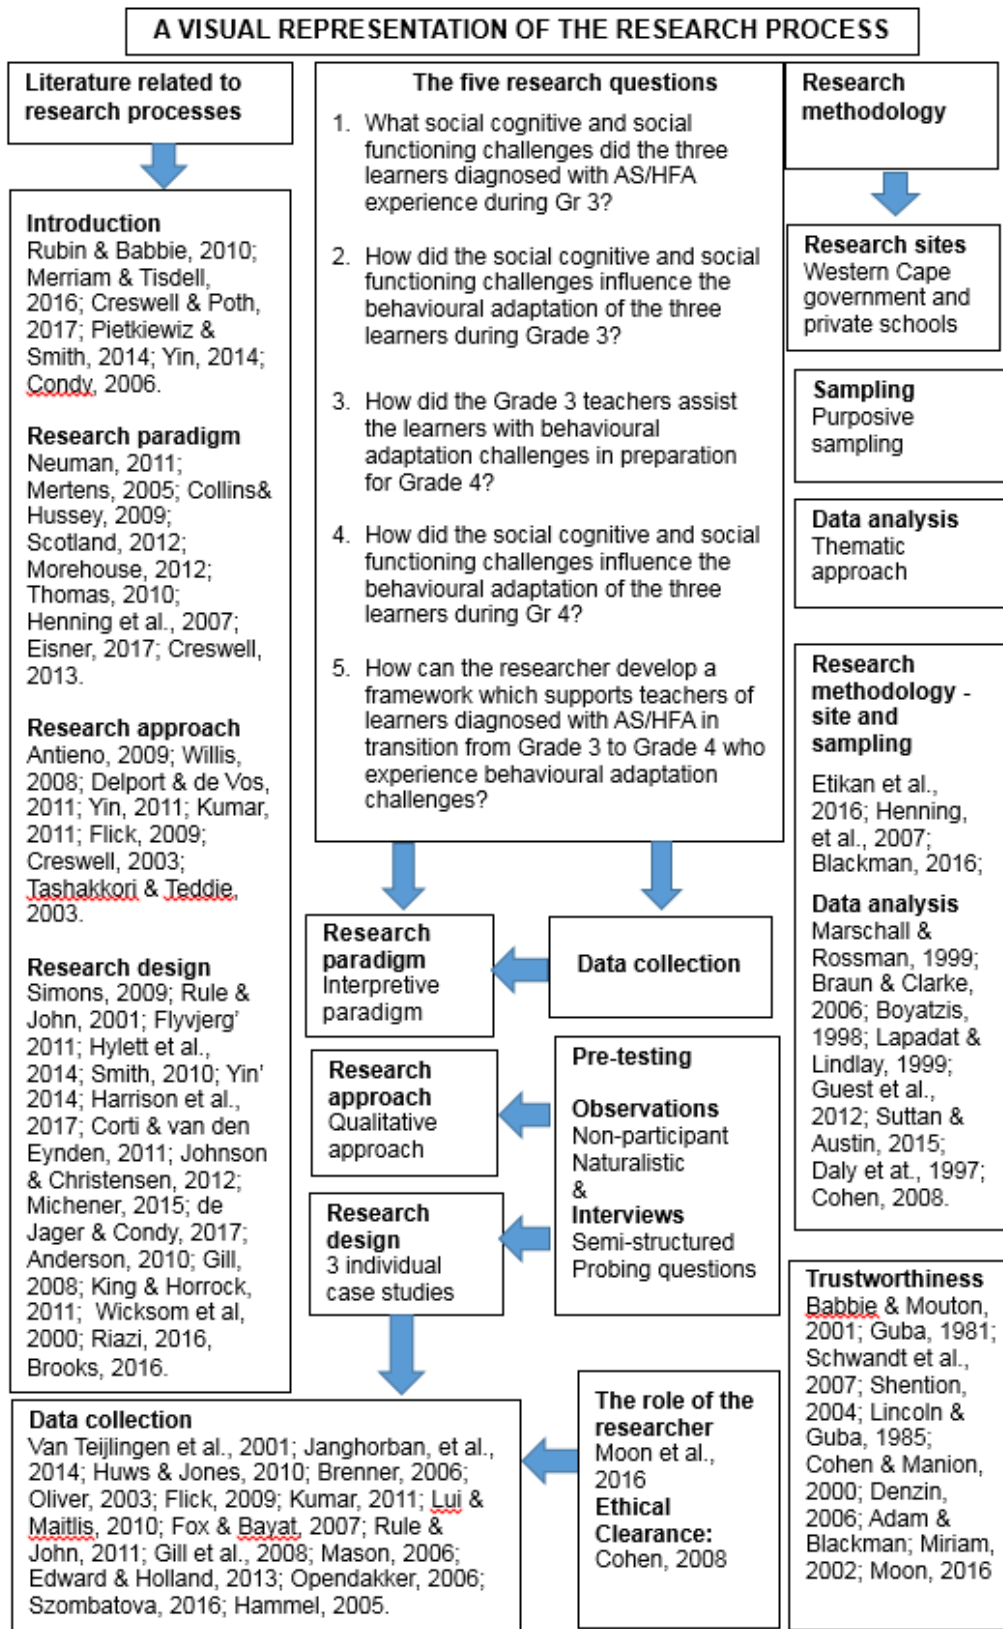 A VISUAL REPRESENTATION OF THE RESEARCH PROCESS
Literature related to
research processes
Introduction
Rubin & Babbie, 2010;
Merriam & Tisdell,
2016; Creswell & Poth,
2017; Pietkiewiz &
Smith, 2014; Yin, 2014;
Condy, 2006.
Research paradigm
Neuman, 2011;
Mertens, 2005; Collins&
Hussey, 2009;
Scotland, 2012;
Morehouse, 2012;
Thomas, 2010;
Henning et al., 2007;
Eisner, 2017; Creswell,
2013.
Research approach
Antieno, 2009; Willis,
2008; Delport & de Vos,
2011; Yin, 2011; Kumar,
2011; Flick, 2009;
Creswell, 2003;
Tashakkori & Teddie,
2003.
Research design
Simons, 2009; Rule &
John, 2001; Flyvjerg'
2011; Hylett et al.,
2014; Smith, 2010; Yin'
2014; Harrison et al.,
2017; Corti & van den
Eynden, 2011; Johnson
& Christensen, 2012;
Michener, 2015; de
Jager & Condy, 2017;
Anderson, 2010; Gill,
2008; King & Horrock,
2011; Wicksom et al,
2000; Riazi, 2016,
Brooks, 2016.
The five research questions
1. What social cognitive and social
functioning challenges did the three
learners diagnosed with AS/HFA
experience during Gr 3?
2. How did the social cognitive and social
functioning challenges influence the
behavioural adaptation of the three
learners during Grade 3?
3. How did the Grade 3 teachers assist
the learners with behavioural
adaptation challenges in preparation
for Grade 4?
4. How did the social cognitive and social
functioning challenges influence the
behavioural adaptation of the three
learners during Gr 4?
5. How can the researcher develop a
framework which supports teachers of
learners diagnosed with AS/HFA in
transition from Grade 3 to Grade 4 who
experience behavioural adaptation
challenges?
Research
paradigm
Interpretive
paradigm
Data collection
Research
approach
Qualitative
approach
Research
design
3 individual
case studies
Pre-testing
Observations
Non-participant
Naturalistic
&
Interviews
Semi-structured
Probing questions
Data collection
Van Teijlingen et al., 2001; Janghorban, et al.,
2014; Huws & Jones, 2010; Brenner, 2006;
Oliver, 2003; Flick, 2009; Kumar, 2011; Lui &
Maitlis, 2010; Fox & Bayat, 2007; Rule &
John, 2011; Gill et al., 2008; Mason, 2006;
Edward & Holland, 2013; Opendakker, 2006;
Szombatova, 2016; Hammel, 2005.
The role of the
researcher
Moon et al.,
2016
Ethical
Clearance:
Cohen, 2008
Research
methodology
Research sites
Western Cape
government and
private schools
Sampling
Purposive
sampling
Data analysis
Thematic
approach
Research
methodology -
site and
sampling
Etikan et al.,
2016; Henning,
et al., 2007;
Blackman, 2016;
Data analysis
Marschall &
Rossman, 1999;
Braun & Clarke,
2006; Boyatzis,
1998; Lapadat &
Lindlay, 1999;
Guest et al.,
2012; Suttan &
Austin, 2015;
Daly et at., 1997;
Cohen, 2008.
Trustworthiness
Babbie & Mouton,
2001; Guba, 1981;
Schwandt et al.,
2007; Shention,
2004; Lincoln &
Guba, 1985;
Cohen & Manion,
2000; Denzin,
2006; Adam &
Blackman; Miriam,
2002; Moon, 2016